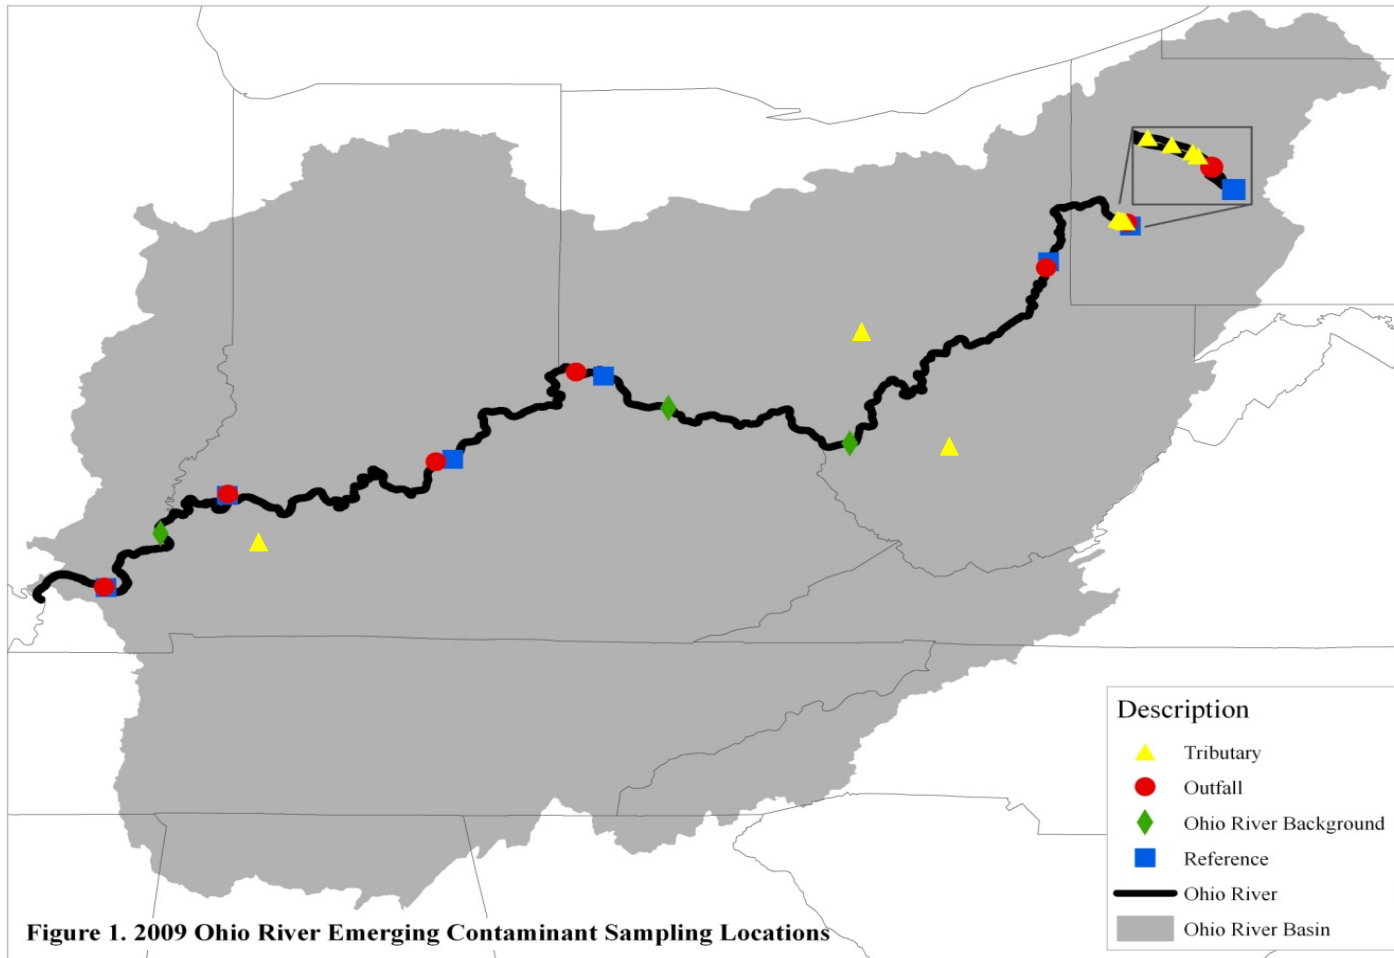 Description
Tributary
Outfall
Ohio River Background
Reference
Ohio River
Ohio River Basin
Figure 1. 2009 Ohio River Emerging Contaminant Sampling Locations